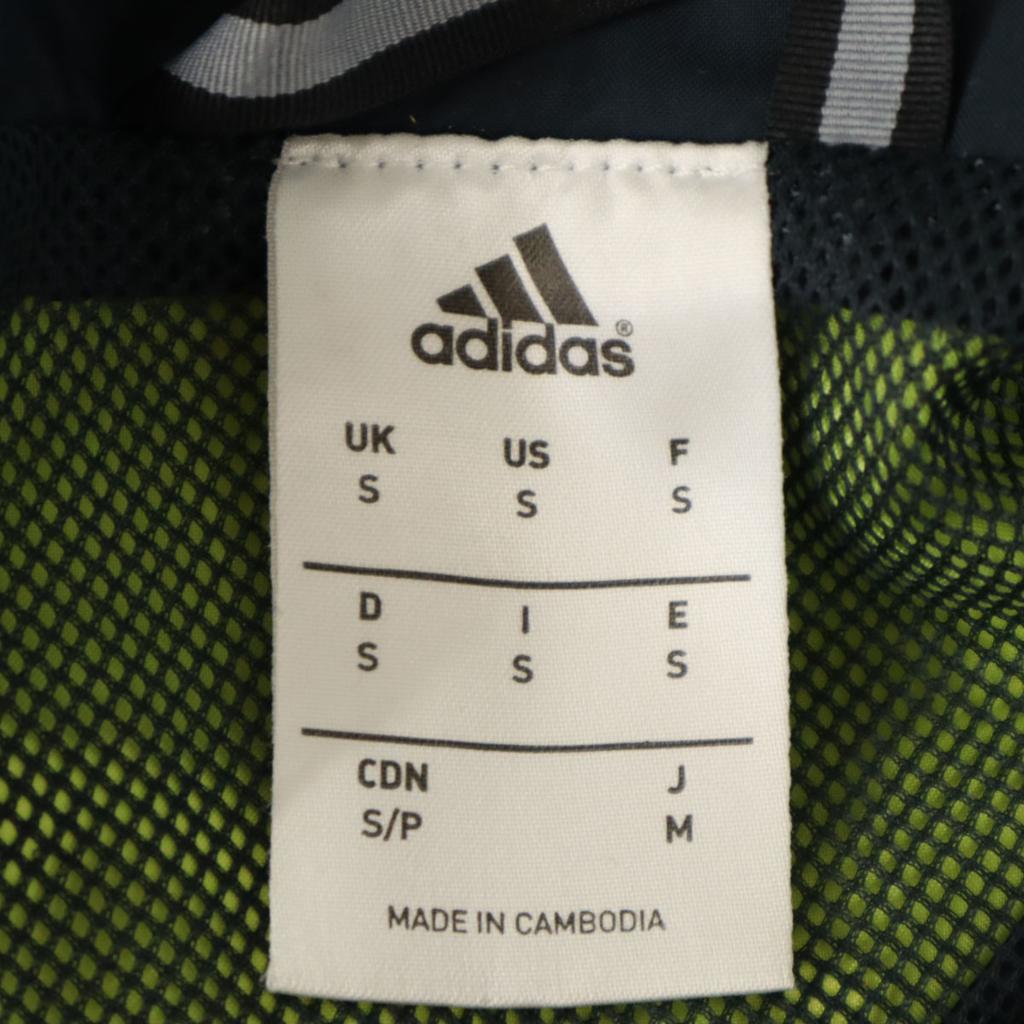 adidas®
UK US F
S S S
D I E
S S S
CDN J
S/P M
MADE IN CAMBODIA